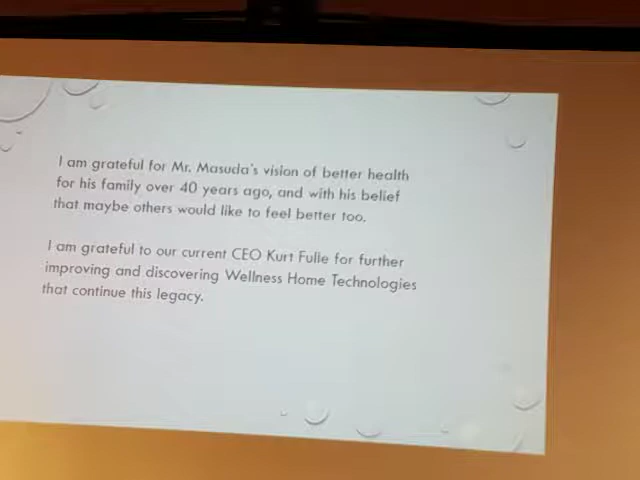 I am grateful for Mr. Masuda's vision of better health
for his family over 40 years ago, and with his belief
that maybe others would like to feel better too.
I am grateful to our current CEO Kurt Fulle for further
improving and discovering Wellness Home Technologies
that continue this legacy.